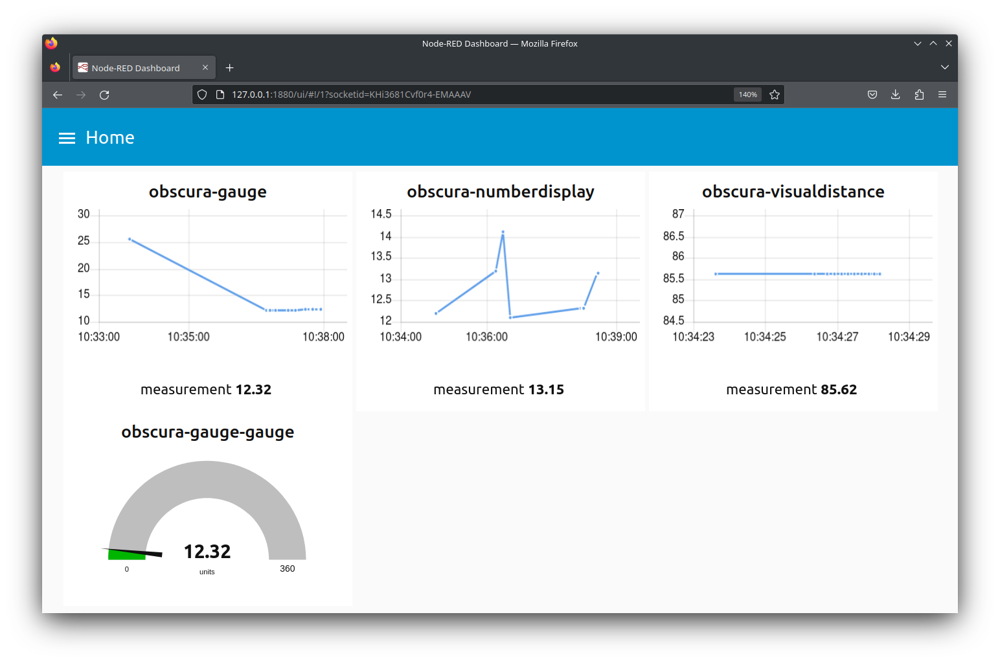 Node-RED Dashboard — Mozilla Firefox
Node-RED Dashboard
127.0.0.1:1880/ui/#!/1?socketid=KHi3681Cvf0r4-EMAAAV
140%
Home
obscura-gauge
30
25
20
15
10
10:33:00 10:35:00 10:38:00
measurement 12.32
obscura-numberdisplay
14.5
14
13.5
13
12.5
12
10:34:00 10:36:00 10:39:00
measurement 13.15
obscura-visualdistance
87
86.5
86
85.5
85
84.5
10:34:23 10:34:25 10:34:27 10:34:29
measurement 85.62
obscura-gauge-gauge
12.32
0 units 360